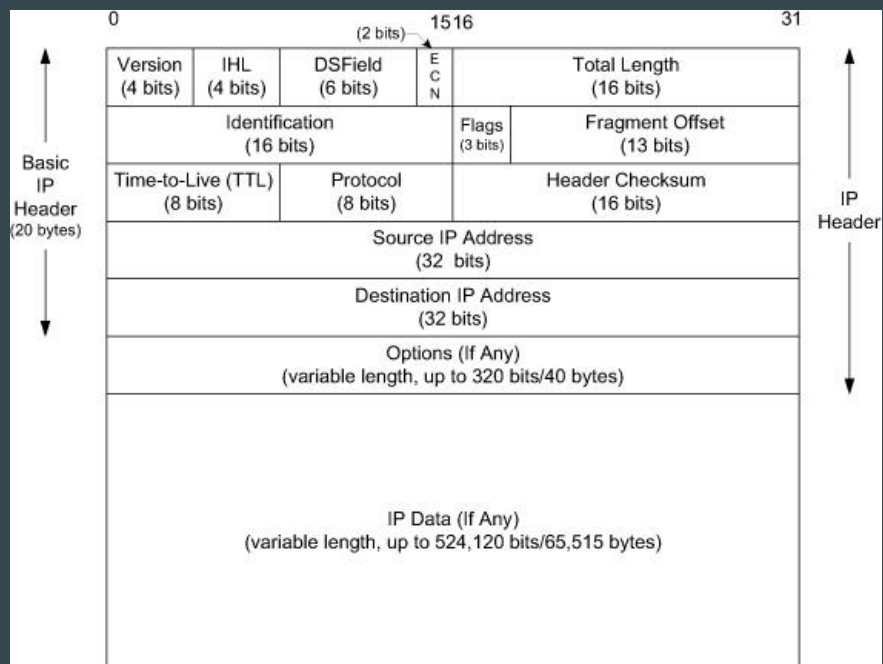 0 1516 31
(2 bits)
Version IHL DSField E C N Total Length
(4 bits) (4 bits) (6 bits) (16 bits)
Identification Flags Fragment Offset
(16 bits) (3 bits) (13 bits)
Basic
IP
Header
(20 bytes)
Time-to-Live (TTL) Protocol Header Checksum
(8 bits) (8 bits) (16 bits)
IP
Header
Source IP Address
(32 bits)
Destination IP Address
(32 bits)
Options (If Any)
(variable length, up to 320 bits/40 bytes)
IP Data (If Any)
(variable length, up to 524,120 bits/65,515 bytes)